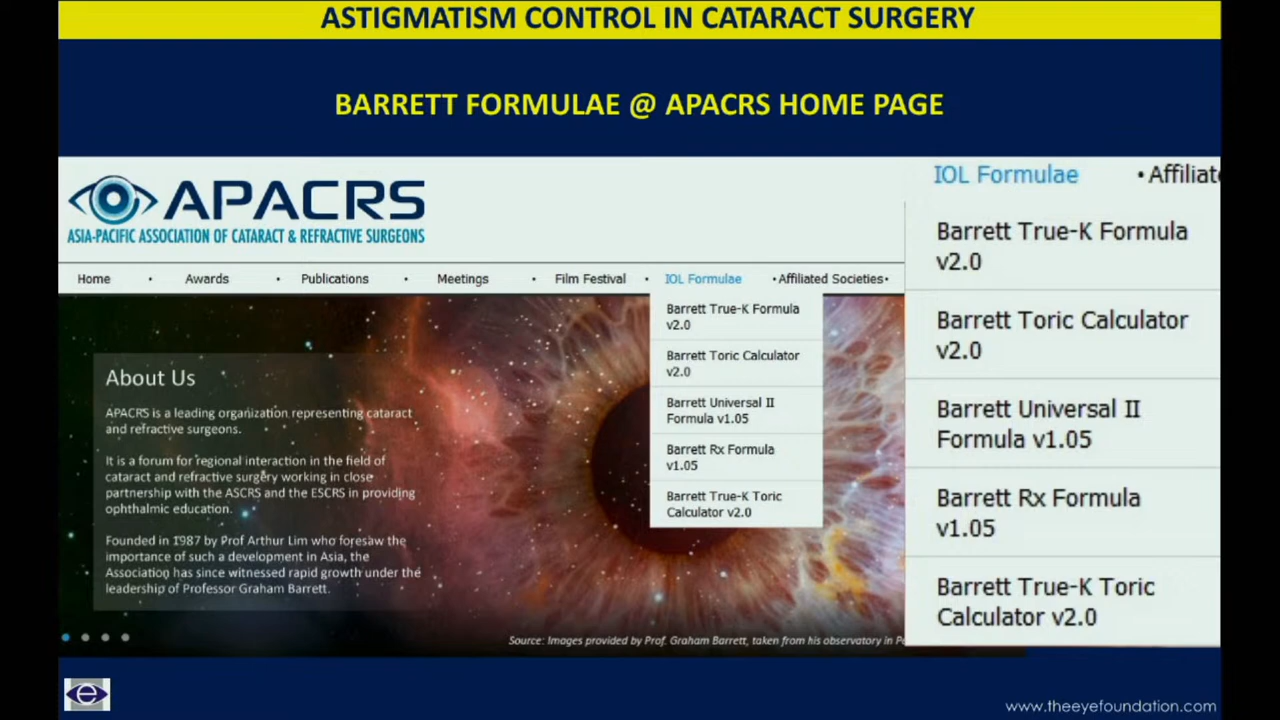 ASTIGMATISM CONTROL IN CATARACT SURGERY
BARRETT FORMULAE @ APACRS HOME PAGE
APACRS
ASIA-PACIFIC ASSOCIATION OF CATARACT & REFRACTIVE SURGEONS
Home • Awards • Publications • Meetings • Film Festival • IOL Formulae • Affiliated Societies •
Barrett True-K Formula
v2.0
Barrett Toric Calculator
v2.0
Barrett Universal II
Formula v1.05
Barrett Rx Formula
v1.05
Barrett True-K Toric
Calculator v2.0
About Us
APACRS is a leading organization representing cataract
and refractive surgeons.
It is a forum for regional interaction in the field of
cataract and refractive surgery working in close
partnership with the ASCRS and the ESCRS in providing
ophthalmic education.
Founded in 1987 by Prof Arthur Lim who foresaw the
importance of such a development in Asia, the
Association has since witnessed rapid growth under the
leadership of Professor Graham Barrett.
Source: Images provided by Prof. Graham Barrett, taken from his observatory in
IOL Formulae • Affiliate
Barrett True-K Formula
v2.0
Barrett Toric Calculator
v2.0
Barrett Universal II
Formula v1.05
Barrett Rx Formula
v1.05
Barrett True-K Toric
Calculator v2.0
e
www.theeyefoundation.com